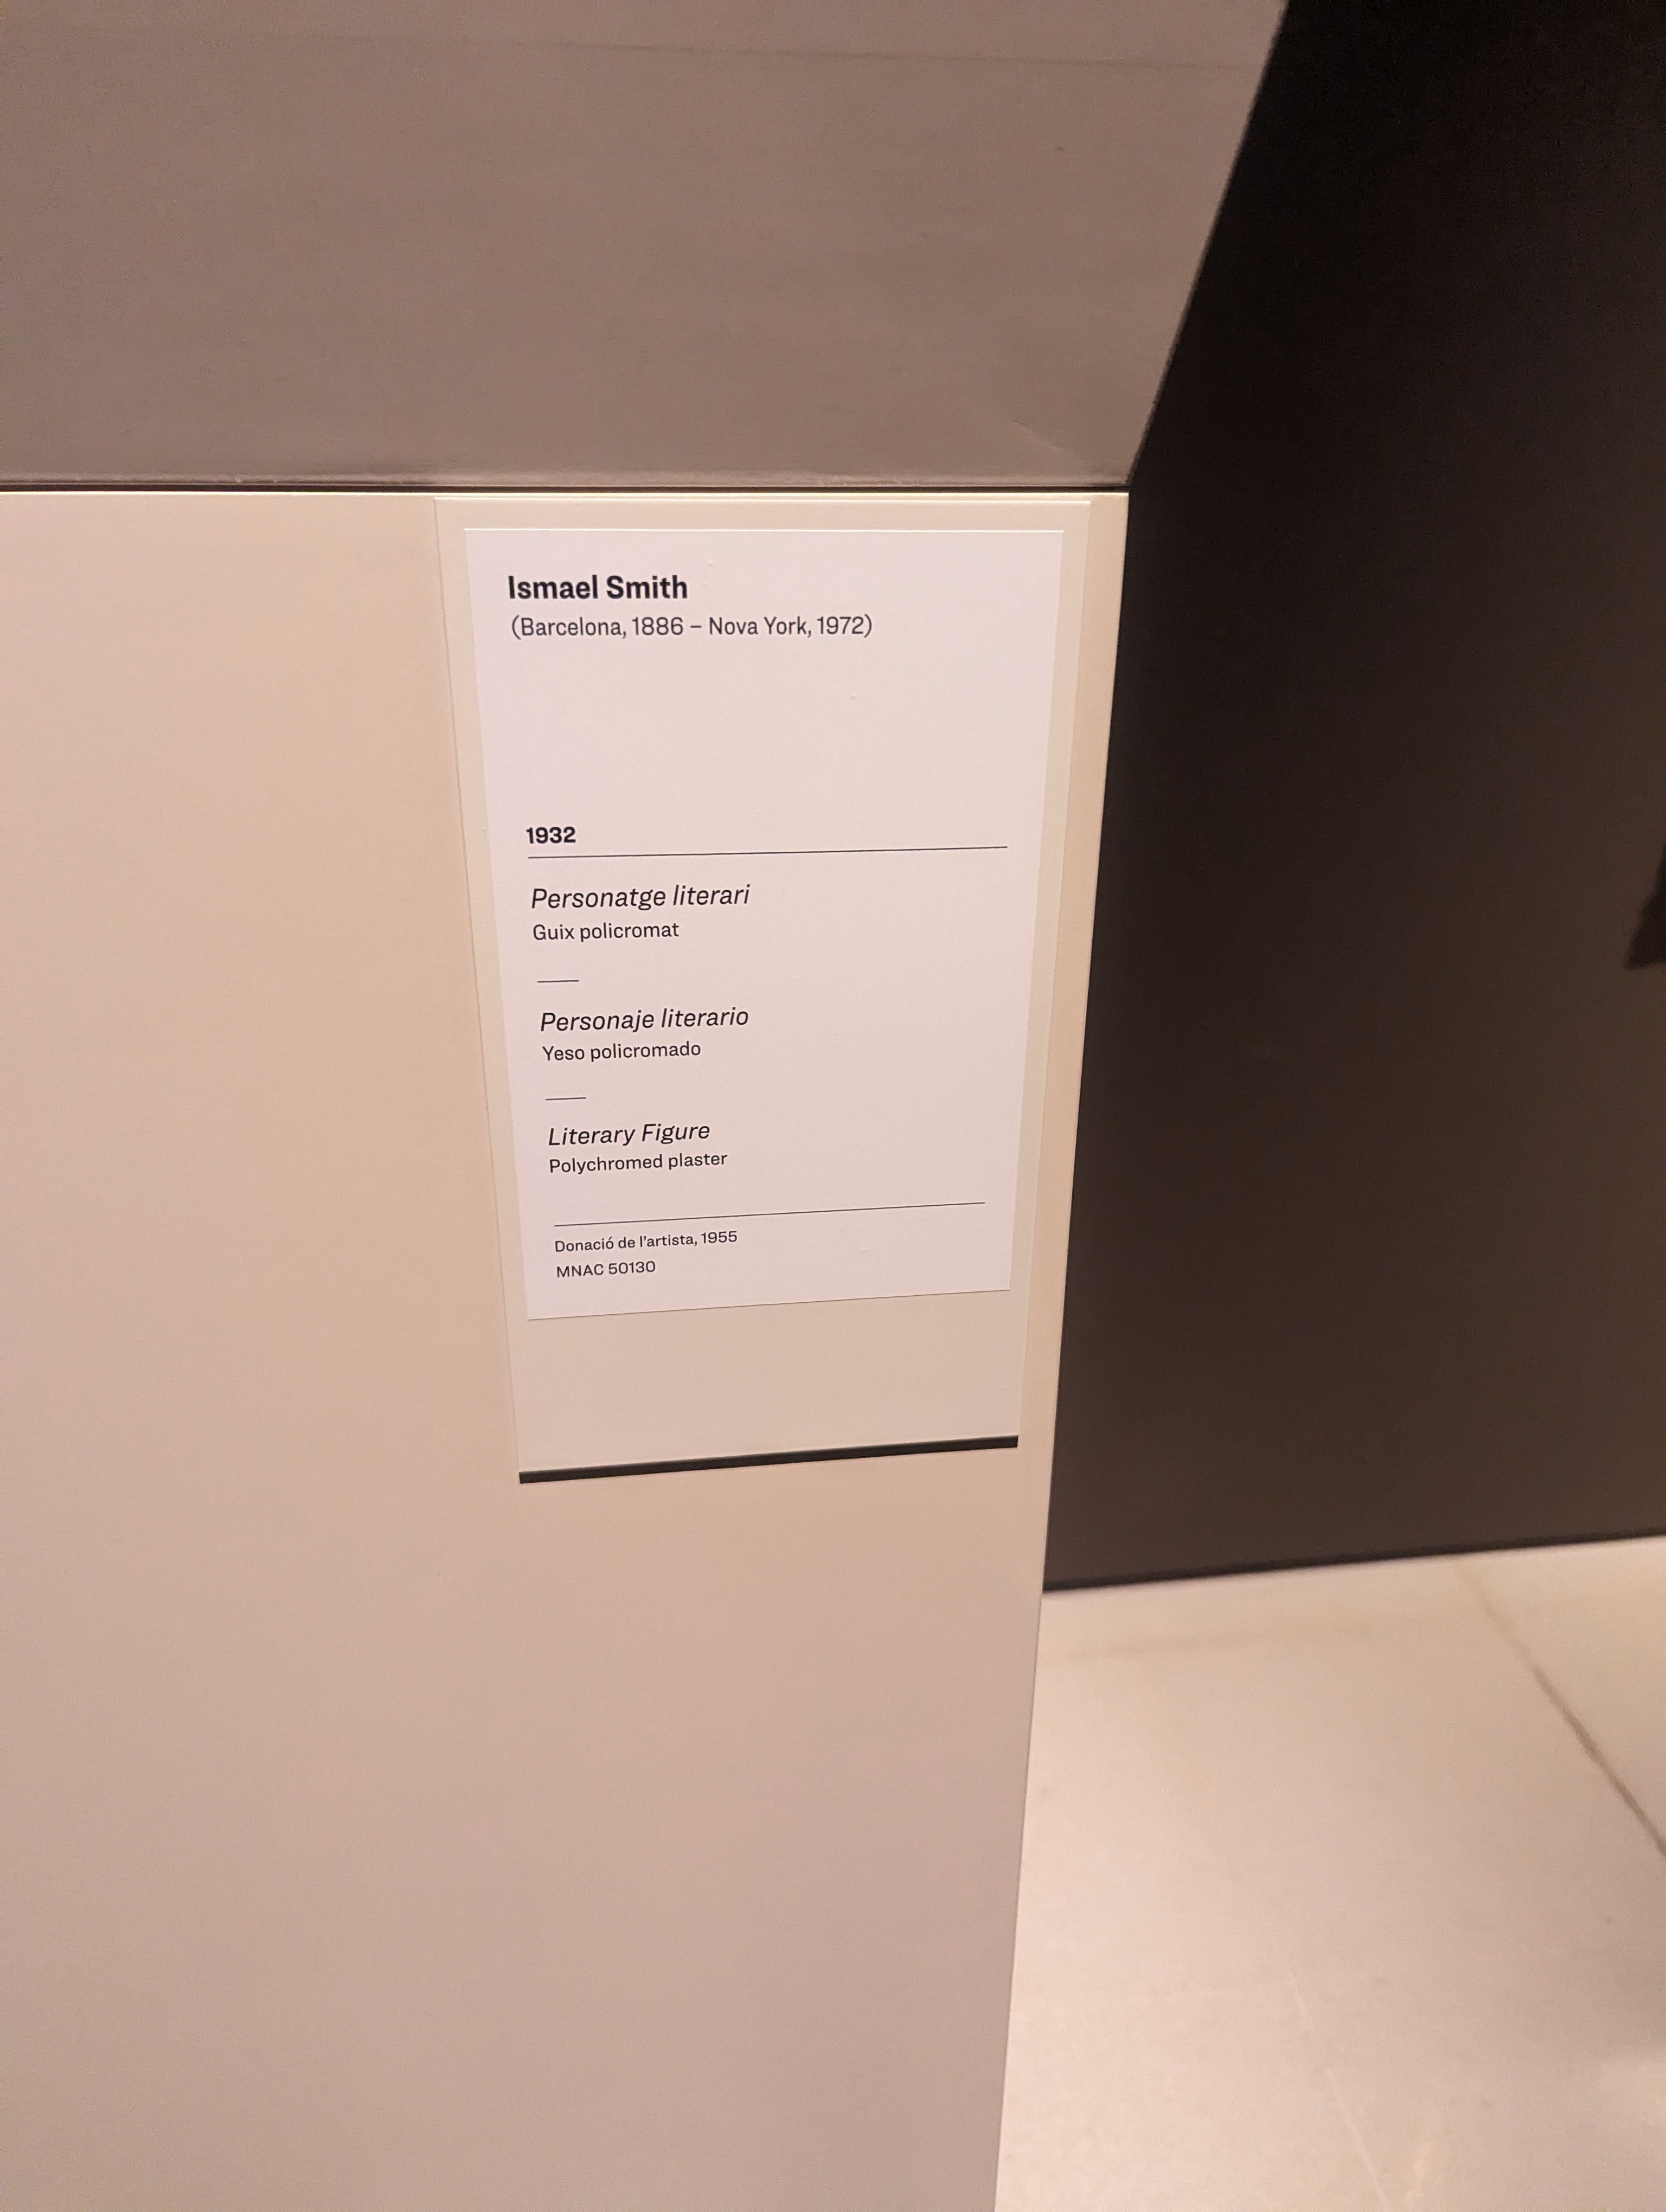 Ismael Smith
(Barcelona, 1886 – Nova York, 1972)
1932
Personatge literari
Guix policromat
Personaje literario
Yeso policromado
Literary Figure
Polychromed plaster
Donació de l'artista, 1955
MNAC 50130